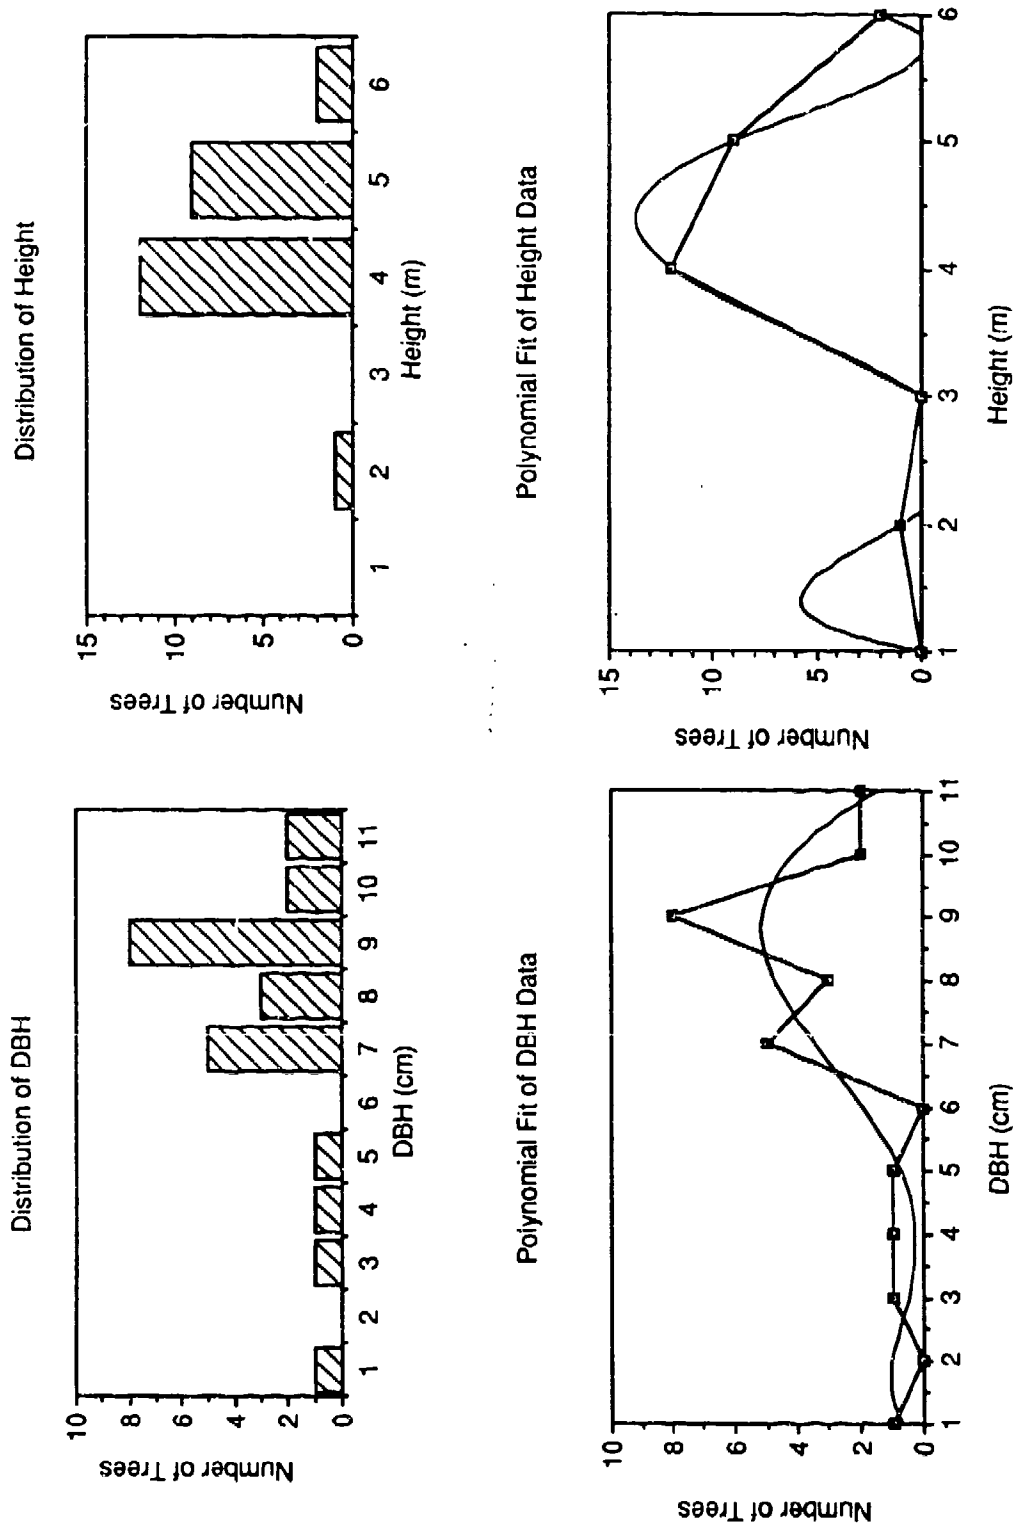 Distribution of DBH
Number of Trees
10
8
6
4
2
0
1 2 3 4 5 6 7 8 9 10 11
DBH (cm)
Distribution of Height
Number of Trees
15
10
5
0
1 2 3 4 5 6
Height (m)
Polynomial Fit of DBH Data
Number of Trees
10
8
6
4
2
0
1 2 3 4 5 6 7 8 9 10 11
DBH (cm)
Polynomial Fit of Height Data
Number of Trees
15
10
5
0
1 2 3 4 5 6
Height (m)